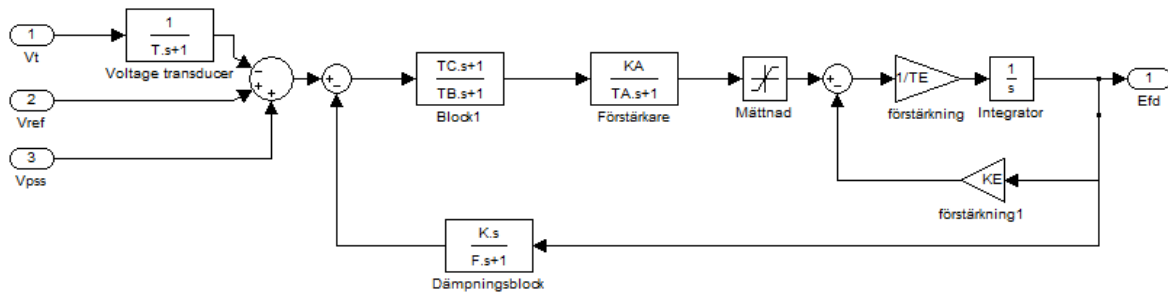 1
Vt
1
T.s+1
Voltage transducer
2
Vref
3
Vpss
TC.s+1
TB.s+1
Block1
KA
TA.s+1
Förstärkare
Mättnad
1/TE
förstärkning
1
s
Integrator
1
Efd
KE
förstärkning1
K.s
F.s+1
Dämpningsblock